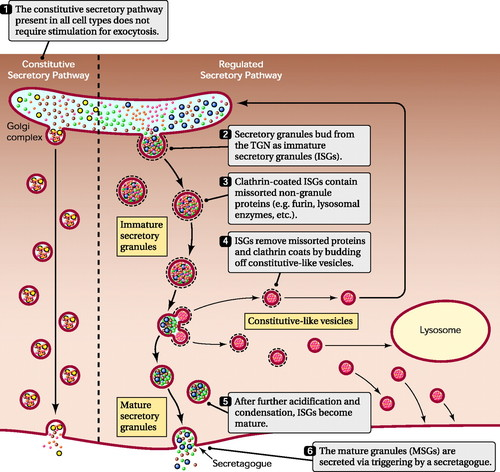 1 The constitutive secretory pathway
present in all cell types does not
require stimulation for exocytosis.
Constitutive
Secretory Pathway
Regulated
Secretory Pathway
Golgi
complex
2 Secretory granules bud from
the TGN as immature
secretory granules (ISGs).
3 Clathrin-coated ISGs contain
missorted non-granule
proteins (e.g. furin, lysosomal
enzymes, etc.).
Immature
secretory
granules
4 ISGs remove missorted proteins
and clathrin coats by budding
off constitutive-like vesicles.
Constitutive-like vesicles
Lysosome
Mature
secretory
granules
5 After further acidification and
condensation, ISGs become
mature.
6 The mature granules (MSGs) are
secreted via triggering by a secretagogue.
Secretagogue